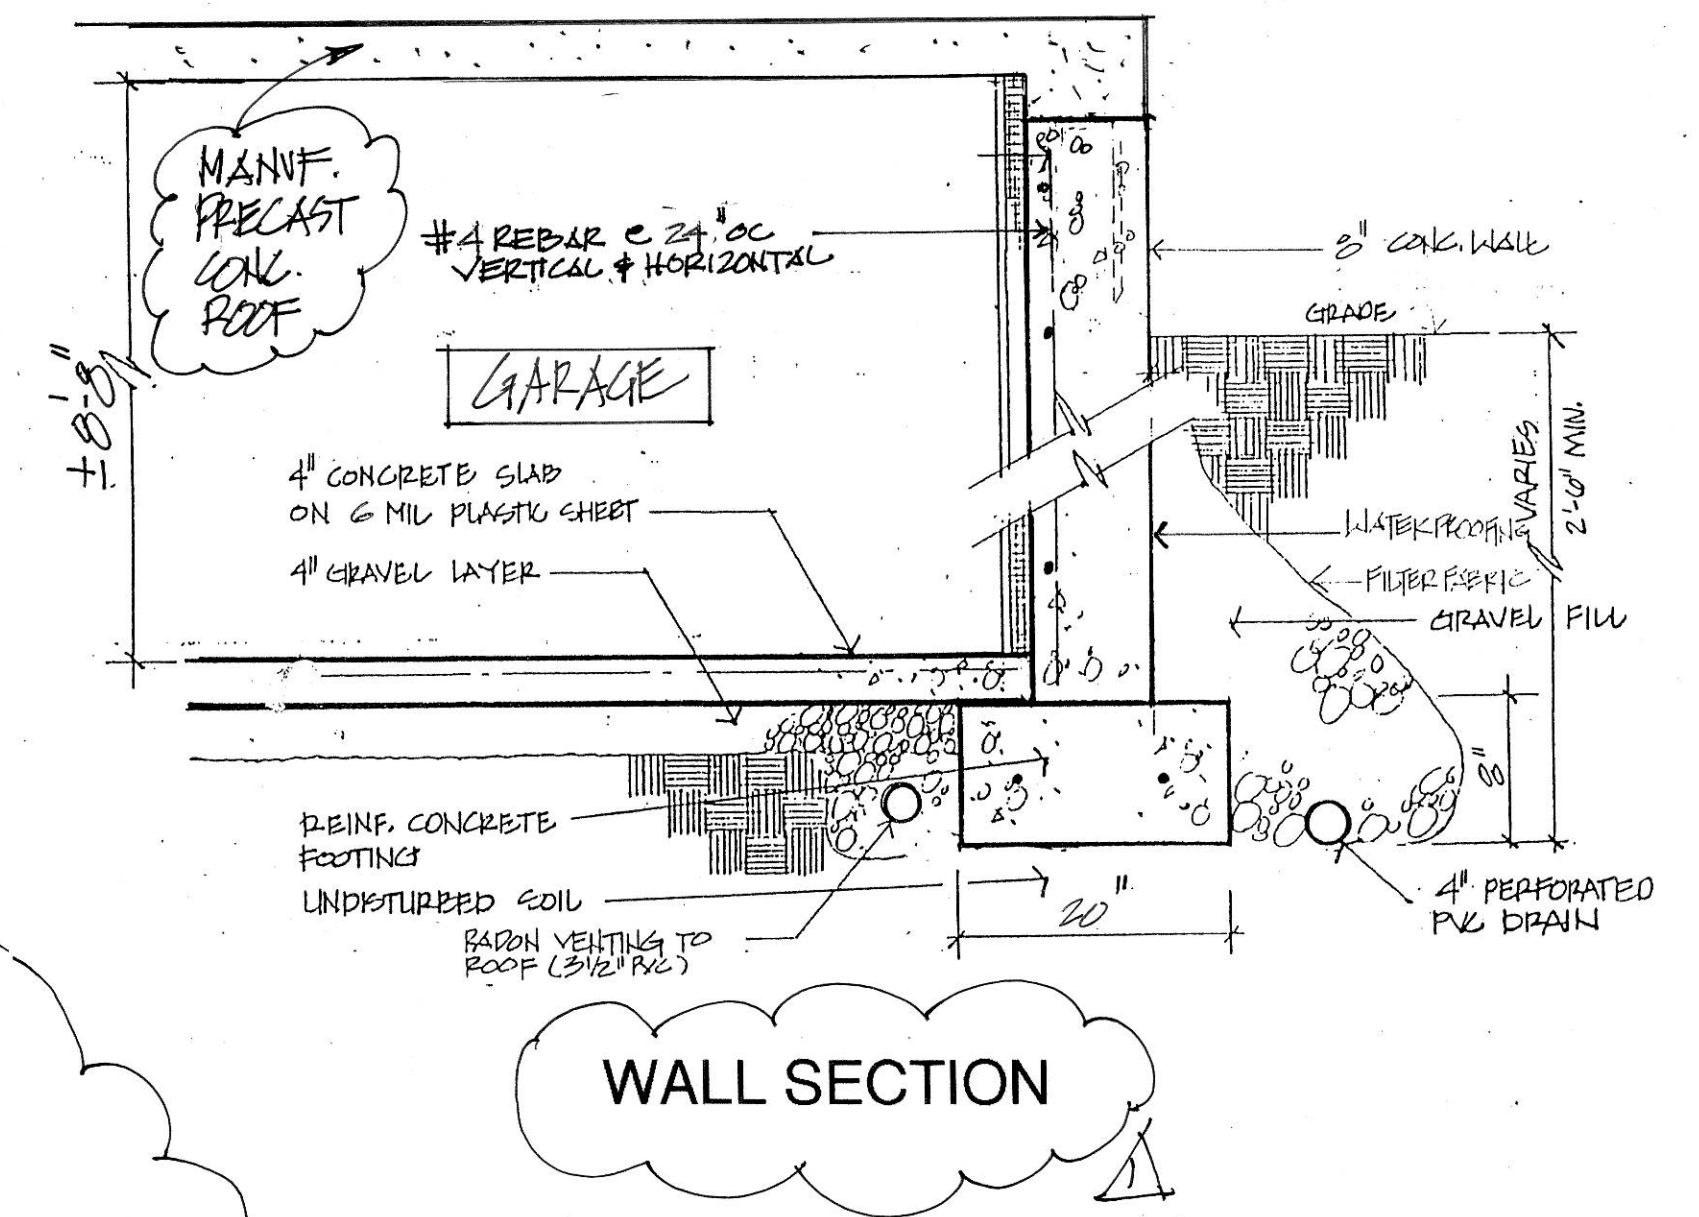 MANUF.
PRECAST
CONC.
ROOF
#4 REBAR @ 24" OC
VERTICAL & HORIZONTAL
8" CONC. WALL
GRADE
±8'-8"
GARAGE
4" CONCRETE SLAB
ON 6 MIL PLASTIC SHEET
4" GRAVEL LAYER
VARIES
2'-6" MIN.
WATERPROOFING
FILTER FABRIC
GRAVEL FILL
8"
REINF. CONCRETE
FOOTING
UNDISTURBED SOIL
RADON VENTING TO
ROOF (3 1/2" PVC)
20"
4" PERFORATED
PVC DRAIN
WALL SECTION
1